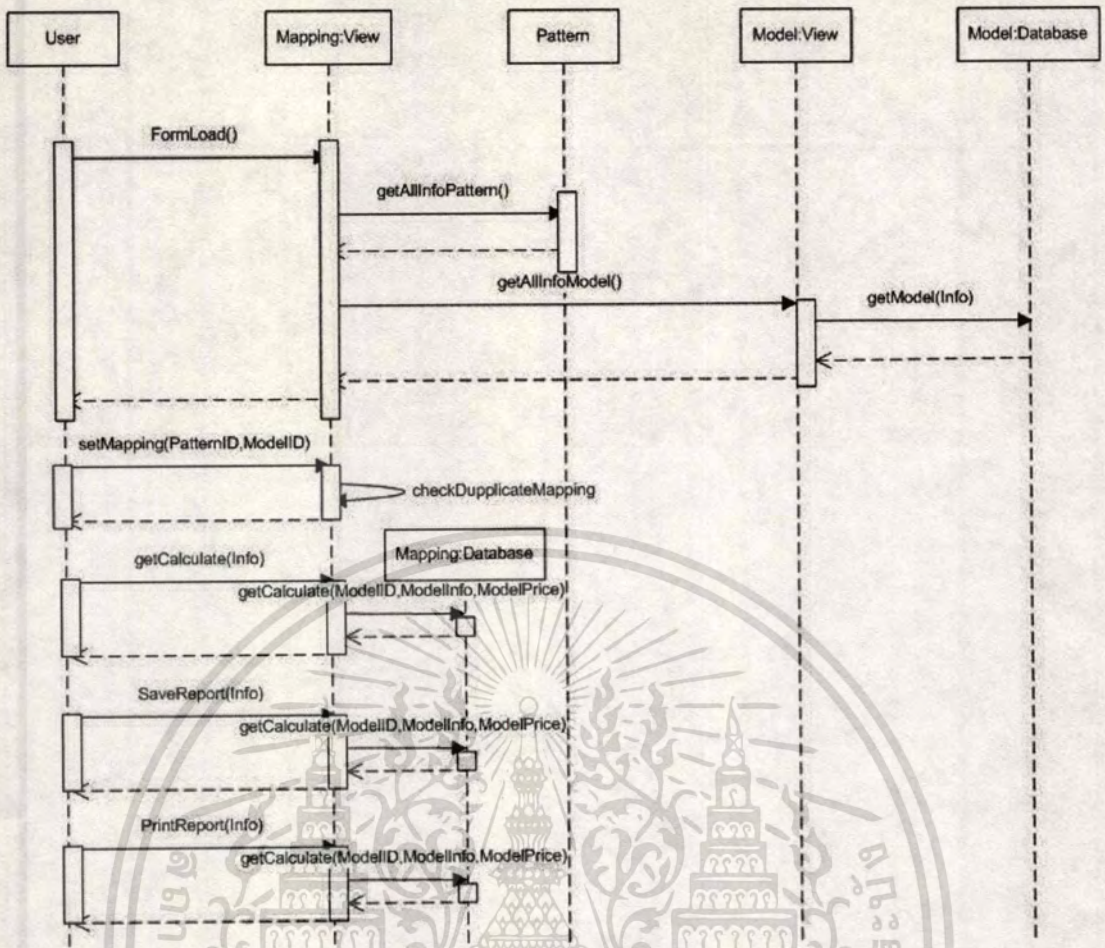 User
Mapping:View
Pattern
Model:View
Model:Database
FormLoad()
getAllInfoPattern()
getAllInfoModel()
getModel(Info)
setMapping(PatternID,ModelID)
checkDupplicateMapping
Mapping:Database
getCalculate(Info)
getCalculate(ModelID,ModelInfo,ModelPrice)
SaveReport(Info)
getCalculate(ModelID,ModelInfo,ModelPrice)
PrintReport(Info)
getCalculate(ModelID,ModelInfo,ModelPrice)